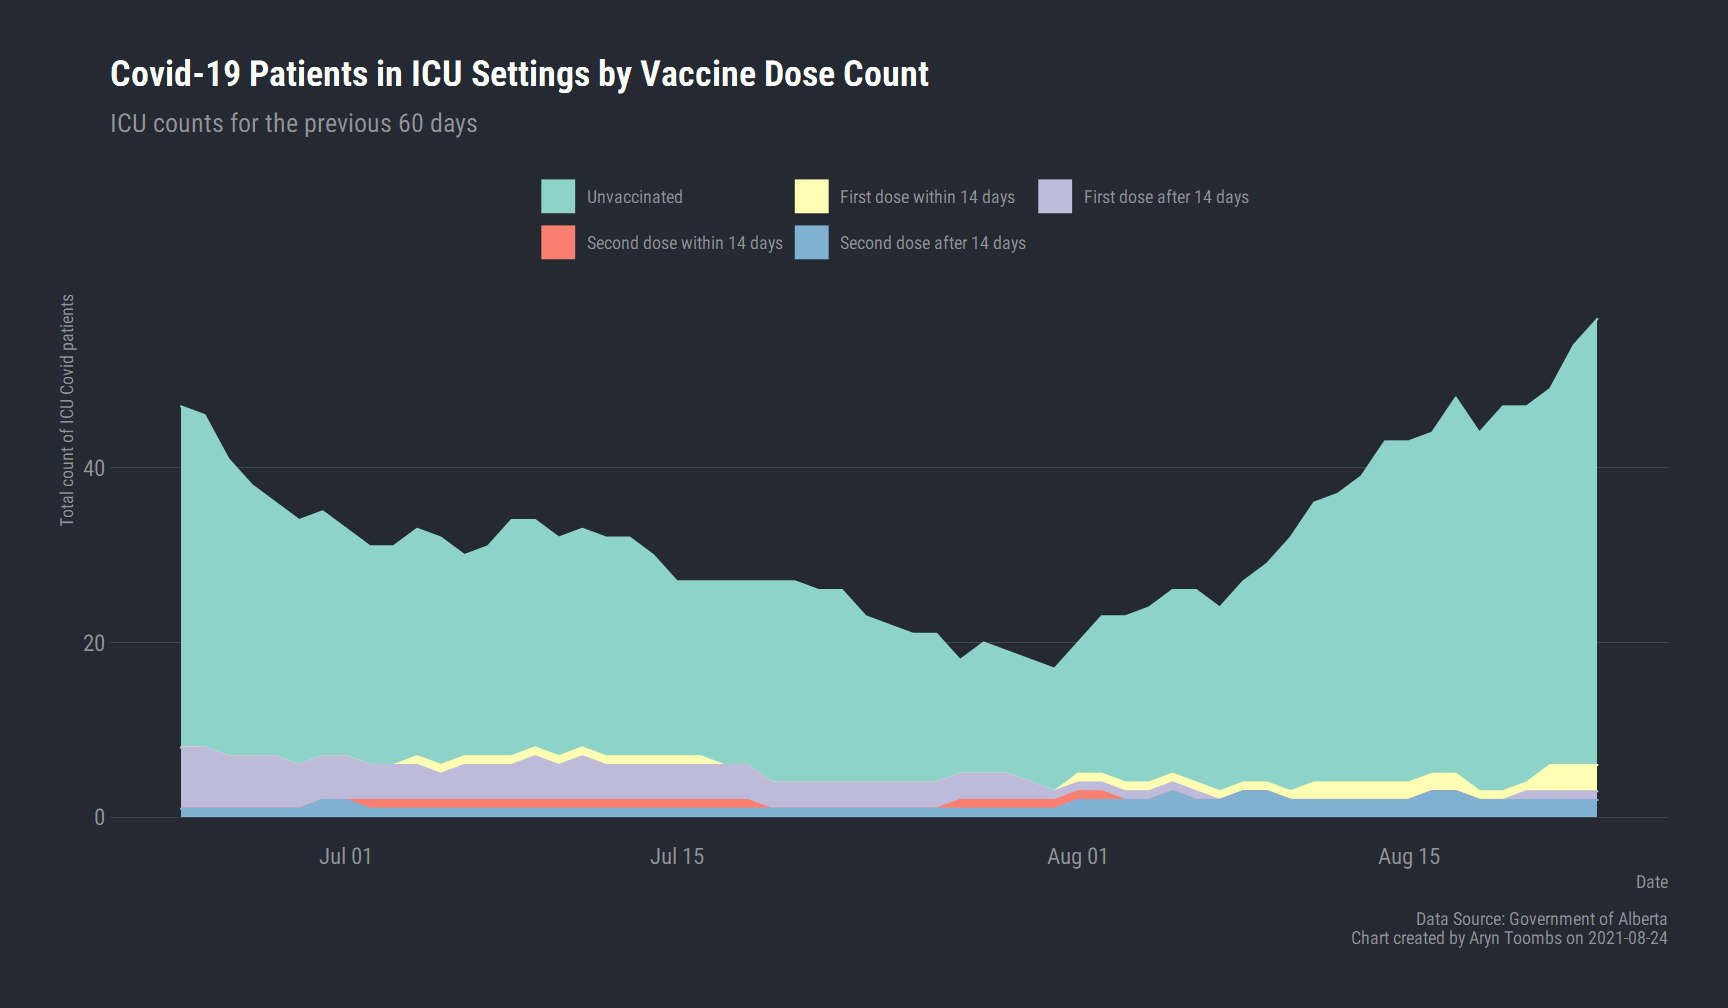 Covid-19 Patients in ICU Settings by Vaccine Dose Count
ICU counts for the previous 60 days
Unvaccinated
First dose within 14 days
First dose after 14 days
Second dose within 14 days
Second dose after 14 days
Total count of ICU Covid patients
40
20
0
Jul 01
Jul 15
Aug 01
Aug 15
Date
Data Source: Government of Alberta
Chart created by Aryn Toombs on 2021-08-24